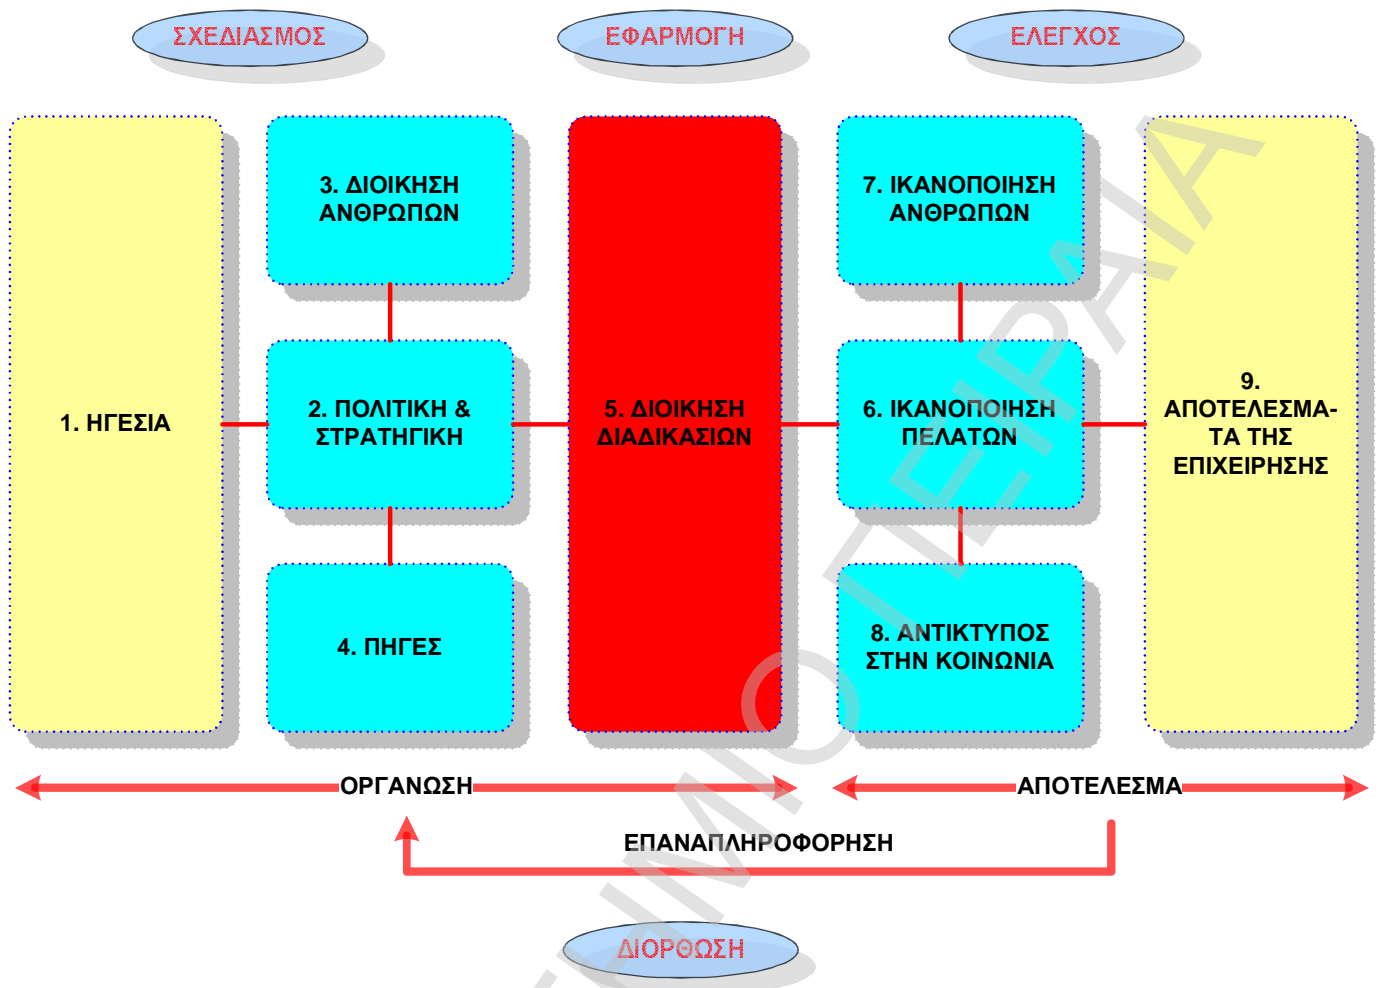 ΣΧΕΔΙΑΣΜΟΣ
ΕΦΑΡΜΟΓΗ
ΕΛΕΓΧΟΣ
1. ΗΓΕΣΙΑ
3. ΔΙΟΙΚΗΣΗ
ΑΝΘΡΩΠΩΝ
2. ΠΟΛΙΤΙΚΗ &
ΣΤΡΑΤΗΓΙΚΗ
4. ΠΗΓΕΣ
5. ΔΙΟΙΚΗΣΗ
ΔΙΑΔΙΚΑΣΙΩΝ
7. ΙΚΑΝΟΠΟΙΗΣΗ
ΑΝΘΡΩΠΩΝ
6. ΙΚΑΝΟΠΟΙΗΣΗ
ΠΕΛΑΤΩΝ
8. ΑΝΤΙΚΤΥΠΟΣ
ΣΤΗΝ ΚΟΙΝΩΝΙΑ
9.
ΑΠΟΤΕΛΕΣΜΑ-
ΤΑ ΤΗΣ
ΕΠΙΧΕΙΡΗΣΗΣ
ΟΡΓΑΝΩΣΗ
ΑΠΟΤΕΛΕΣΜΑ
ΕΠΑΝΑΠΛΗΡΟΦΟΡΗΣΗ
ΔΙΟΡΘΩΣΗ
ΠΕΙΡΑΙΑ